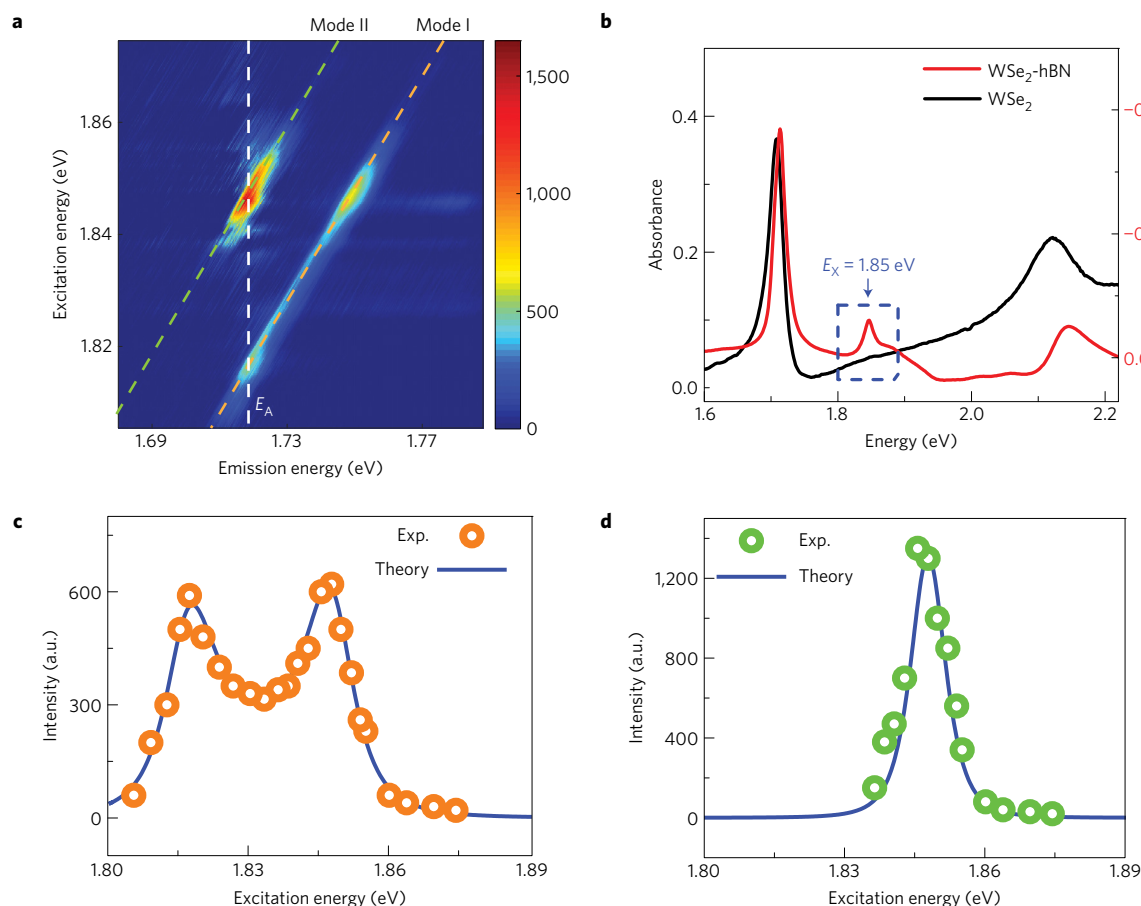 a
Mode II
Mode I
1,500
1,000
500
0
1.86
1.84
1.82
Excitation energy (eV)
E_A
1.69
1.73
1.77
Emission energy (eV)
b
WSe₂-hBN
WSe₂
E_X = 1.85 eV
0.4
0.2
0.0
Absorbance
–0
–0
0.0
1.6
1.8
2.0
2.2
Energy (eV)
c
Exp.
Theory
600
300
0
Intensity (a.u.)
1.80
1.83
1.86
1.89
Excitation energy (eV)
d
Exp.
Theory
1,200
800
400
0
Intensity (a.u.)
1.80
1.83
1.86
1.89
Excitation energy (eV)